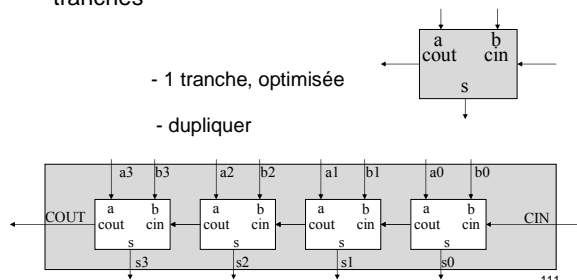 tranches
a b
cout cin
s
- 1 tranche, optimisée
- dupliquer
a3 b3 a2 b2 a1 b1 a0 b0
COUT a b a b a b a b CIN
cout cin cout cin cout cin cout cin
s s s s
s3 s2 s1 s0
111